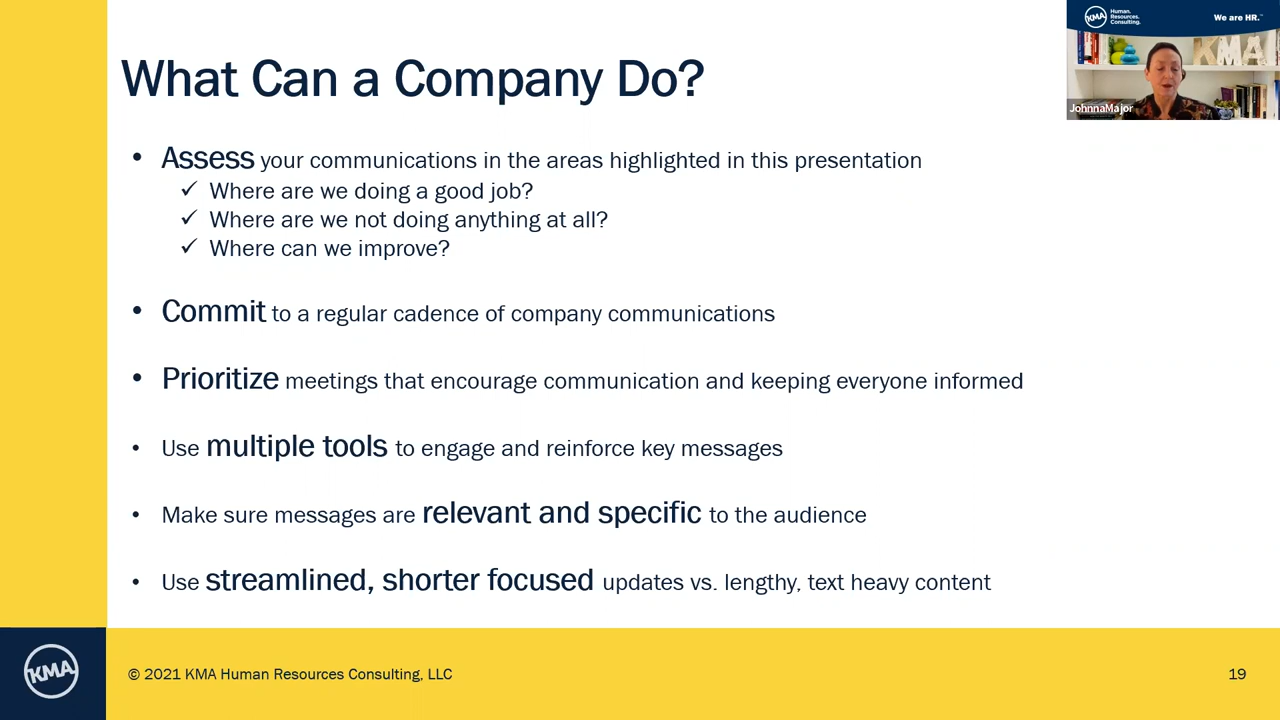 What Can a Company Do?
• Assess your communications in the areas highlighted in this presentation
✓ Where are we doing a good job?
✓ Where are we not doing anything at all?
✓ Where can we improve?
• Commit to a regular cadence of company communications
• Prioritize meetings that encourage communication and keeping everyone informed
• Use multiple tools to engage and reinforce key messages
• Make sure messages are relevant and specific to the audience
• Use streamlined, shorter focused updates vs. lengthy, text heavy content
KMA
© 2021 KMA Human Resources Consulting, LLC
19
KMA
Human.
Resources.
Consulting.
We are HR.™
KMA
JohnnaMajor